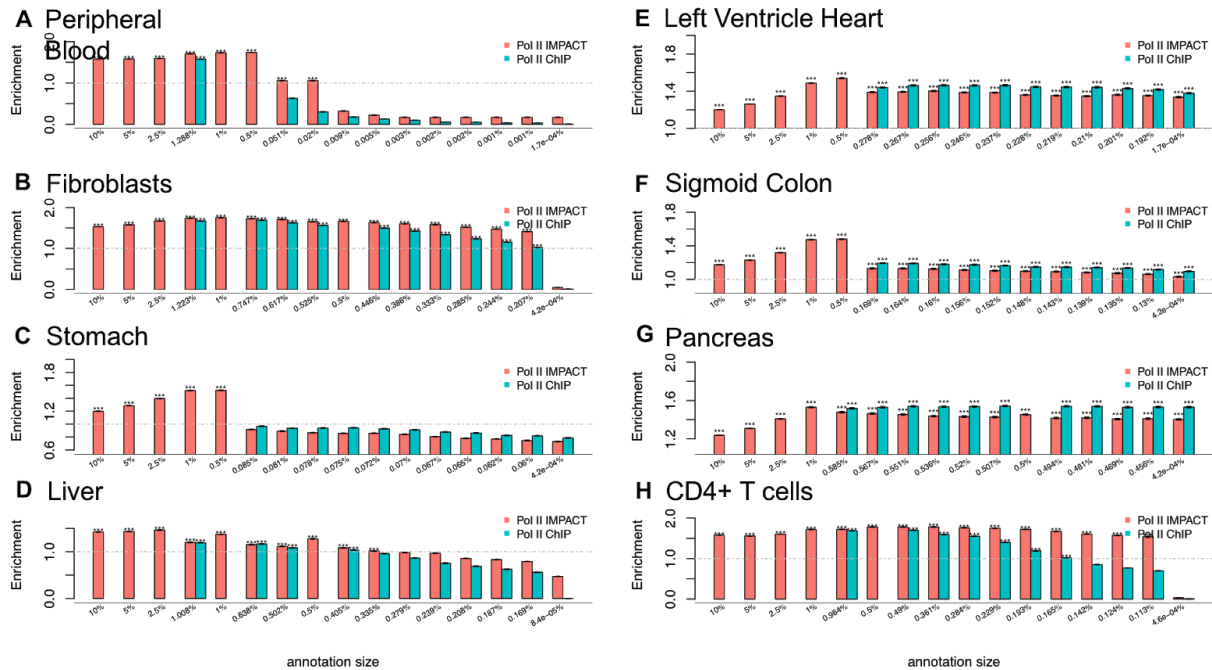 A Peripheral
Blood
Enrichment
2.0
1.0
0.0
Pol II IMPACT
Pol II ChIP
10% 5% 2.5% 1.288% 1% 0.5% 0.051% 0.02% 0.009% 0.005% 0.003% 0.002% 0.002% 0.001% 0.001% 1.7e−04%
B Fibroblasts
Enrichment
2.0
1.0
0.0
Pol II IMPACT
Pol II ChIP
10% 5% 2.5% 1.223% 1% 0.747% 0.617% 0.525% 0.5% 0.446% 0.386% 0.333% 0.285% 0.244% 0.207% 4.2e−04%
C Stomach
Enrichment
1.8
1.2
0.6
Pol II IMPACT
Pol II ChIP
10% 5% 2.5% 1% 0.5% 0.085% 0.081% 0.078% 0.075% 0.072% 0.07% 0.067% 0.065% 0.062% 0.06% 4.2e−04%
D Liver
Enrichment
1.0
0.0
Pol II IMPACT
Pol II ChIP
10% 5% 2.5% 1.008% 1% 0.638% 0.502% 0.5% 0.405% 0.335% 0.279% 0.239% 0.208% 0.187% 0.169% 8.4e−05%
annotation size
E Left Ventricle Heart
Enrichment
1.8
1.4
1.0
Pol II IMPACT
Pol II ChIP
10% 5% 2.5% 1% 0.5% 0.278% 0.267% 0.256% 0.246% 0.237% 0.228% 0.219% 0.21% 0.201% 0.192% 1.7e−04%
F Sigmoid Colon
Enrichment
1.8
1.4
1.0
Pol II IMPACT
Pol II ChIP
10% 5% 2.5% 1% 0.5% 0.169% 0.164% 0.16% 0.156% 0.152% 0.148% 0.143% 0.139% 0.135% 0.13% 4.2e−04%
G Pancreas
Enrichment
2.0
1.6
1.2
Pol II IMPACT
Pol II ChIP
10% 5% 2.5% 1% 0.585% 0.567% 0.551% 0.536% 0.52% 0.507% 0.5% 0.494% 0.481% 0.469% 0.456% 4.2e−04%
H CD4+ T cells
Enrichment
2.0
1.0
0.0
Pol II IMPACT
Pol II ChIP
10% 5% 2.5% 1% 0.964% 0.5% 0.49% 0.361% 0.284% 0.229% 0.193% 0.165% 0.142% 0.124% 0.113% 4.6e−04%
annotation size